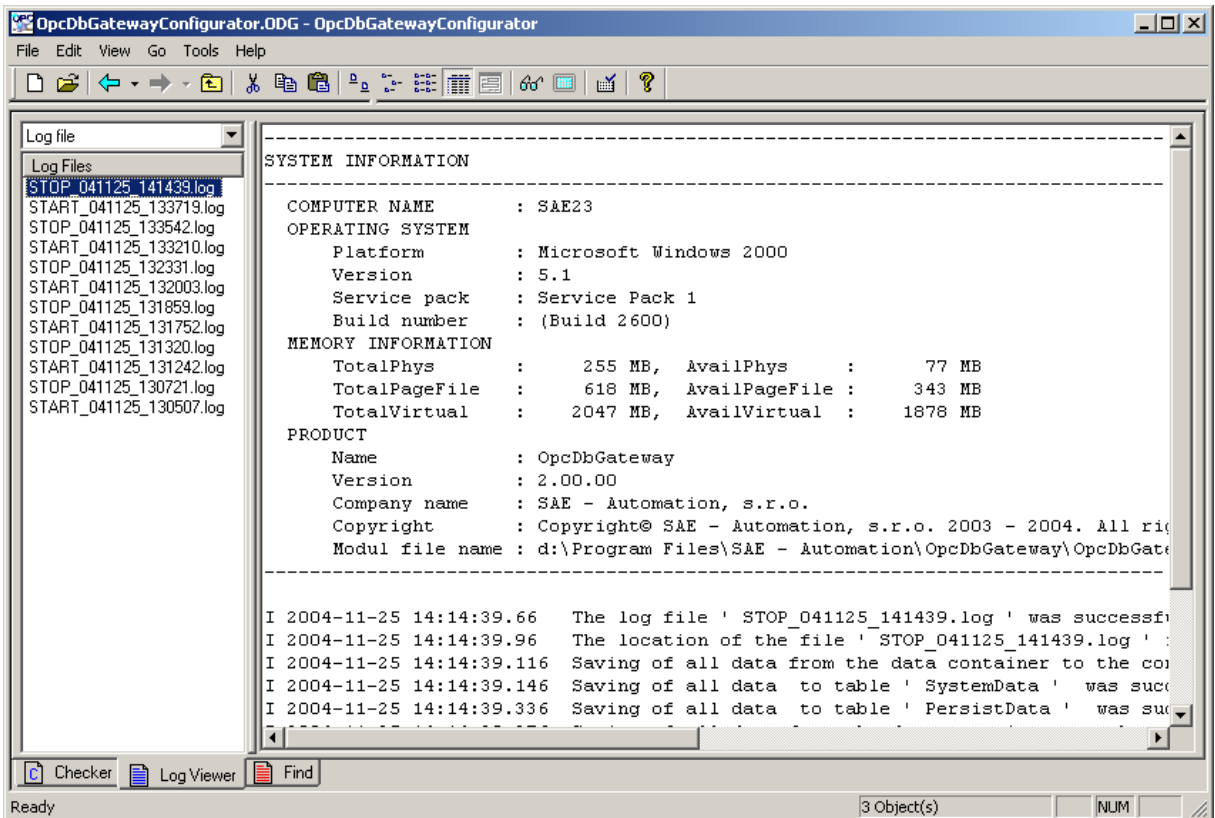 OpcDbGatewayConfigurator.ODG - OpcDbGatewayConfigurator
File Edit View Go Tools Help
Log file
Log Files
STOP_041125_141439.log
START_041125_133719.log
STOP_041125_133542.log
START_041125_133210.log
STOP_041125_132331.log
START_041125_132003.log
STOP_041125_131859.log
START_041125_131752.log
STOP_041125_131320.log
START_041125_131242.log
STOP_041125_130721.log
START_041125_130507.log
SYSTEM INFORMATION
COMPUTER NAME : SAE23
OPERATING SYSTEM
Platform : Microsoft Windows 2000
Version : 5.1
Service pack : Service Pack 1
Build number : (Build 2600)
MEMORY INFORMATION
TotalPhys : 255 MB, AvailPhys : 77 MB
TotalPageFile : 618 MB, AvailPageFile : 343 MB
TotalVirtual : 2047 MB, AvailVirtual : 1878 MB
PRODUCT
Name : OpcDbGateway
Version : 2.00.00
Company name : SAE - Automation, s.r.o.
Copyright : Copyright© SAE - Automation, s.r.o. 2003 - 2004. All
Modul file name : d:\Program Files\SAE - Automation\OpcDbGateway\
I 2004-11-25 14:14:39.66 The log file ' STOP_041125_141439.log ' was
I 2004-11-25 14:14:39.96 The location of the file ' STOP_041125_141439.log '
I 2004-11-25 14:14:39.116 Saving of all data from the data container to the
I 2004-11-25 14:14:39.146 Saving of all data to table ' SystemData ' was
I 2004-11-25 14:14:39.336 Saving of all data to table ' PersistData ' was
Checker Log Viewer Find
Ready 3 Object(s) NUM